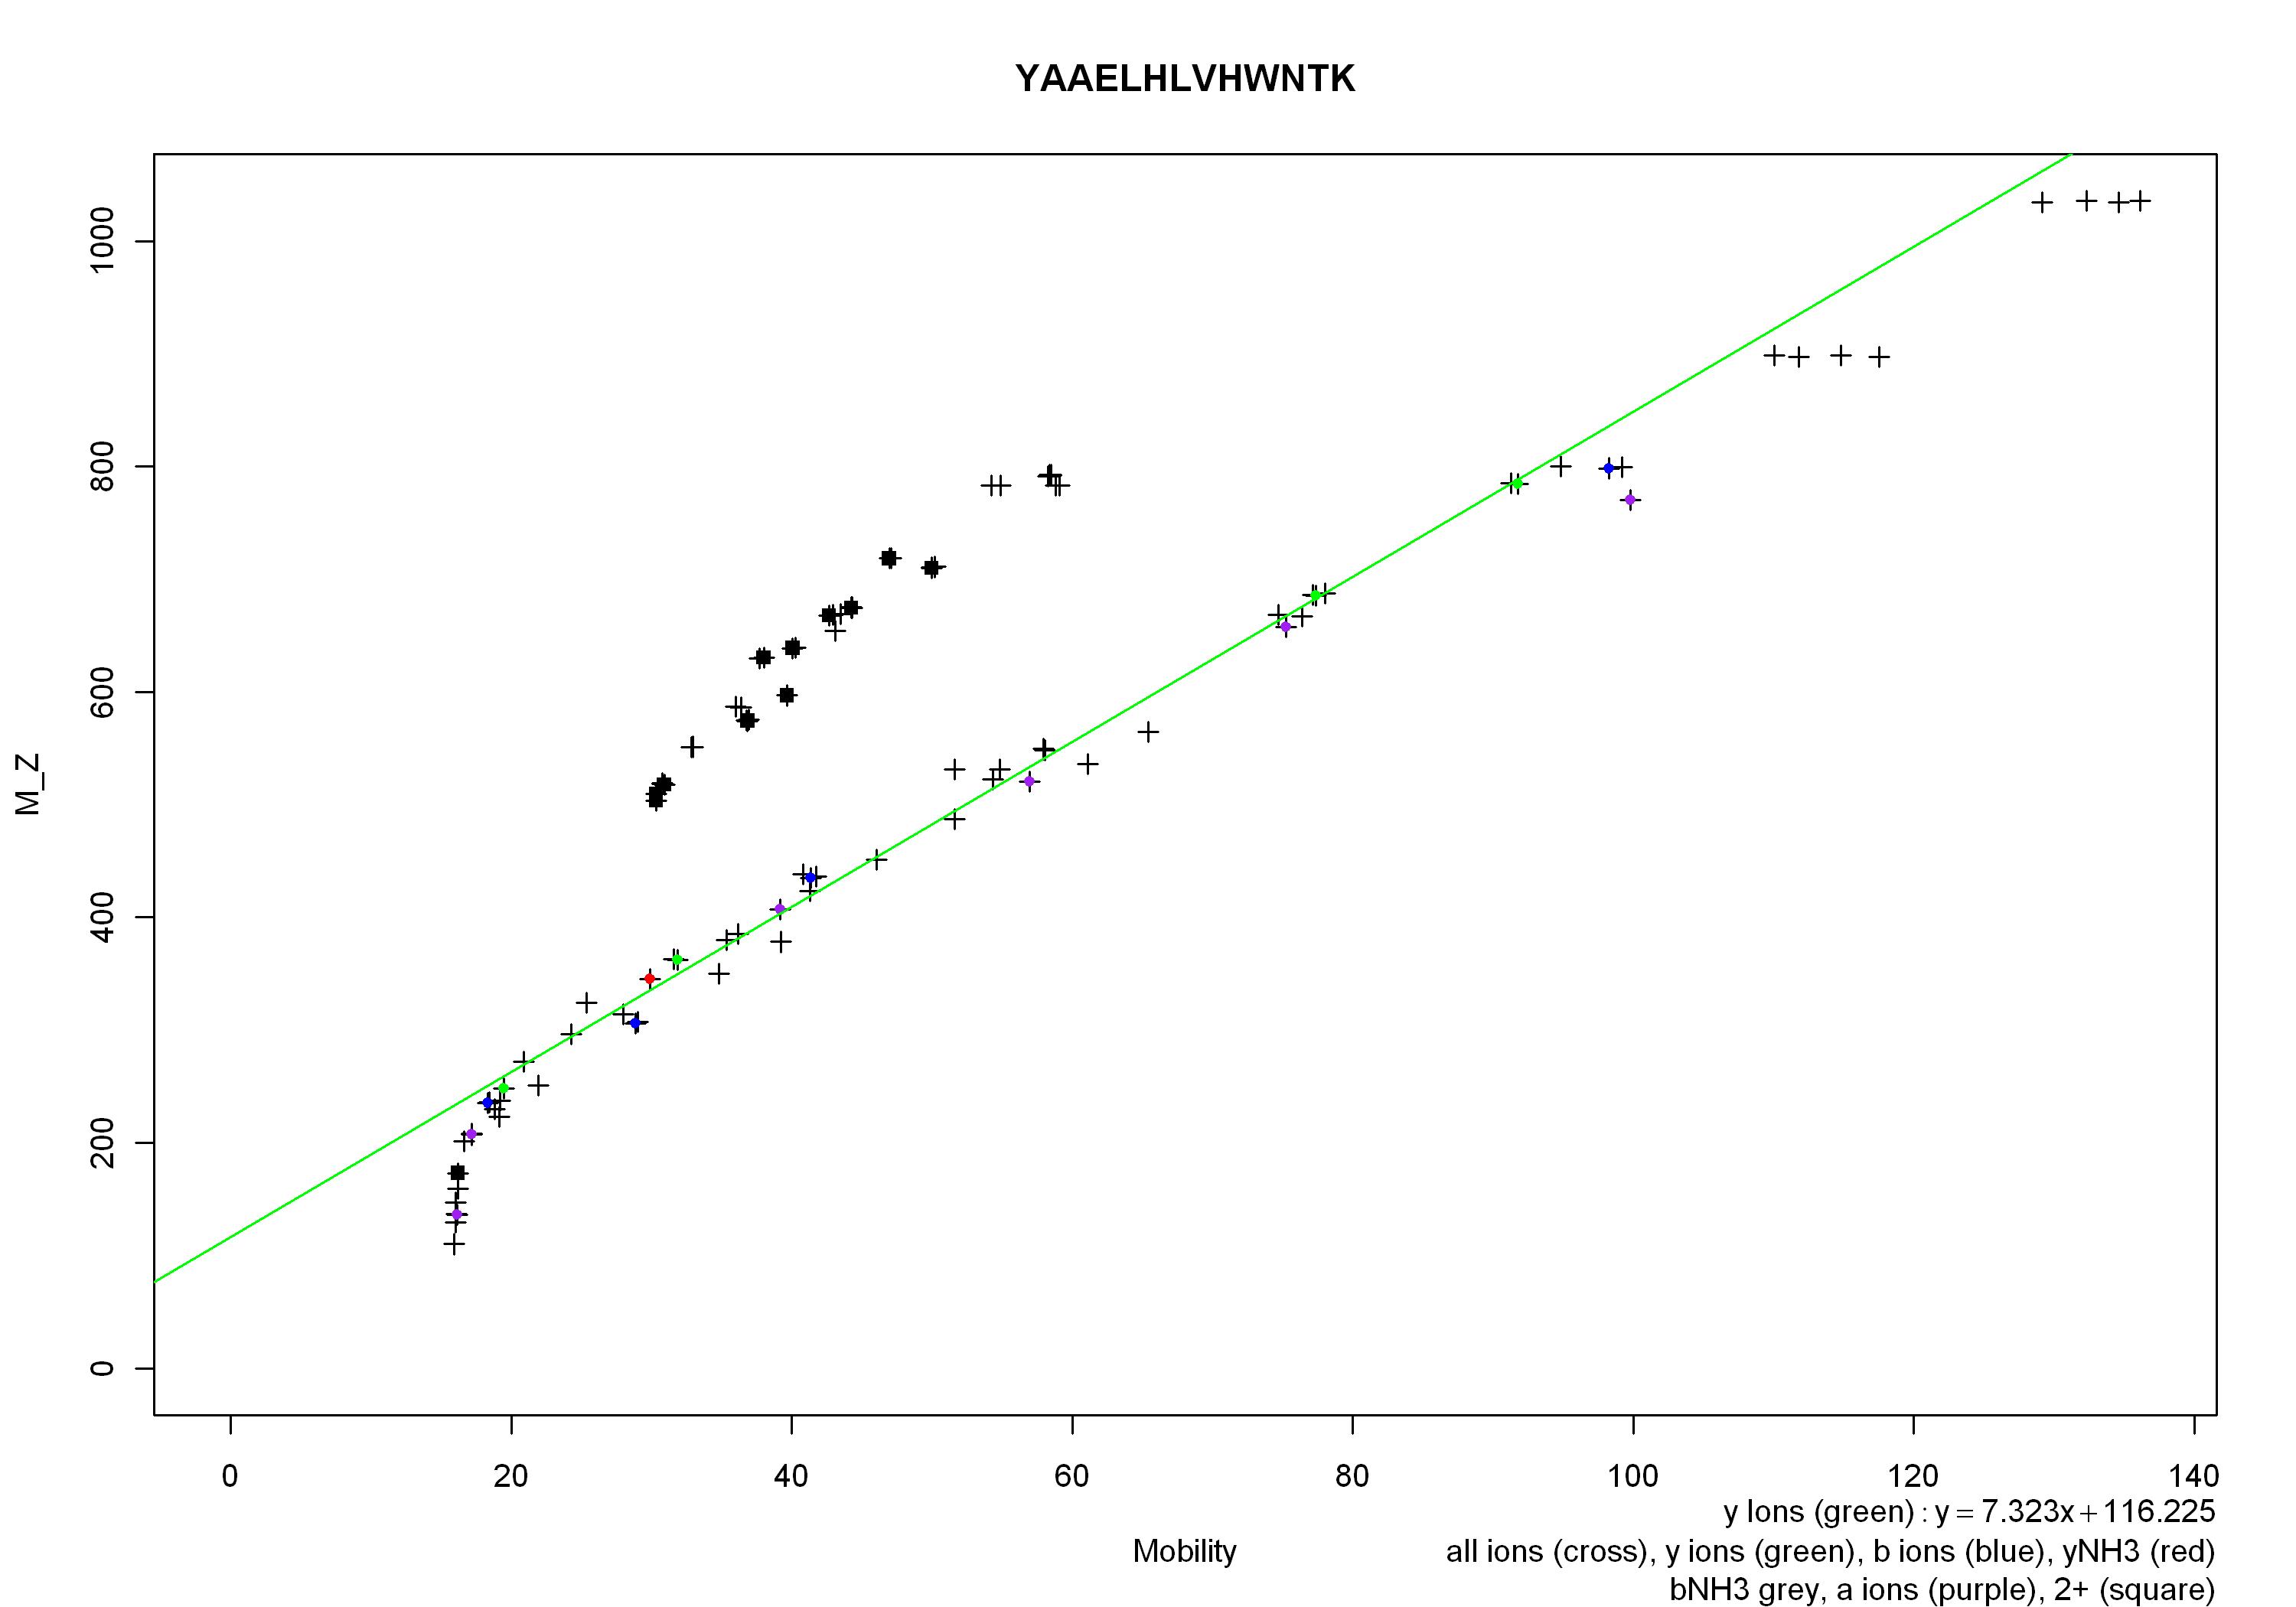 YAAELHLVHWNTK
M_Z
1000
800
600
400
200
0
0 20 40 60 80 100 120 140
y Ions (green) : y = 7.323x + 116.225
Mobility
all ions (cross), y ions (green), b ions (blue), yNH3 (red)
bNH3 grey, a ions (purple), 2+ (square)